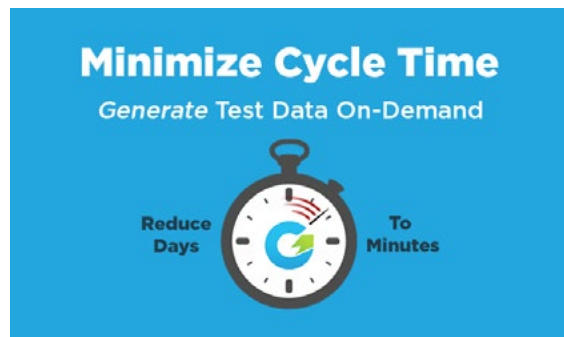 Minimize Cycle Time
Generate Test Data On-Demand
Reduce
Days
To
Minutes